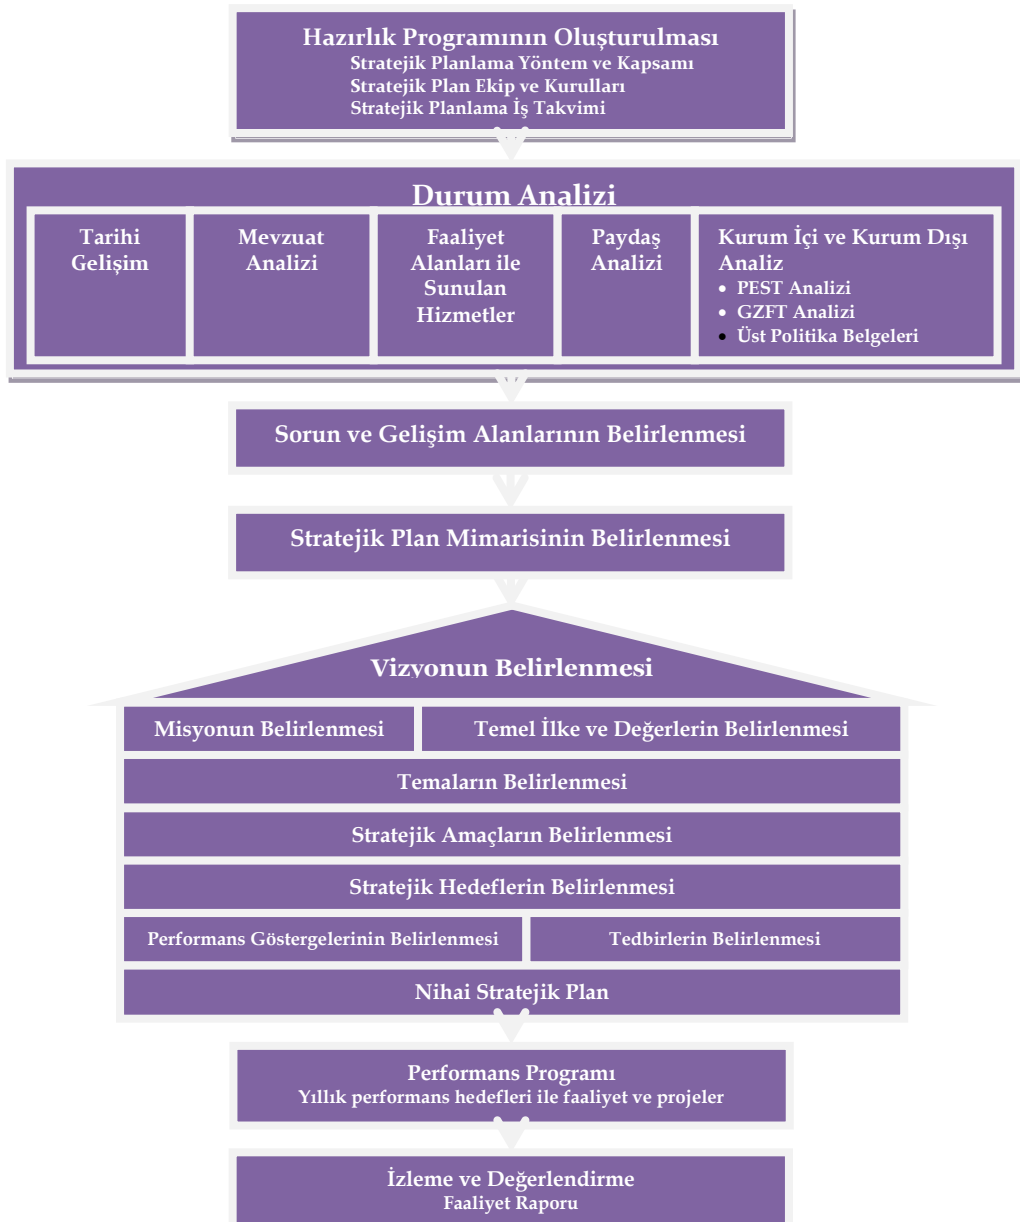 Hazırlık Programının Oluşturulması
Stratejik Planlama Yöntem ve Kapsamı
Stratejik Plan Ekip ve Kurulları
Stratejik Planlama İş Takvimi
Durum Analizi
Tarihi
Gelişim
Mevzuat
Analizi
Faaliyet
Alanları ile
Sunulan
Hizmetler
Paydaş
Analizi
Kurum İçi ve Kurum Dışı
Analiz
• PEST Analizi
• GZFT Analizi
• Üst Politika Belgeleri
Sorun ve Gelişim Alanlarının Belirlenmesi
Stratejik Plan Mimarisinin Belirlenmesi
Vizyonun Belirlenmesi
Misyonun Belirlenmesi
Temel İlke ve Değerlerin Belirlenmesi
Temaların Belirlenmesi
Stratejik Amaçların Belirlenmesi
Stratejik Hedeflerin Belirlenmesi
Performans Göstergelerinin Belirlenmesi
Tedbirlerin Belirlenmesi
Nihai Stratejik Plan
Performans Programı
Yıllık performans hedefleri ile faaliyet ve projeler
İzleme ve Değerlendirme
Faaliyet Raporu